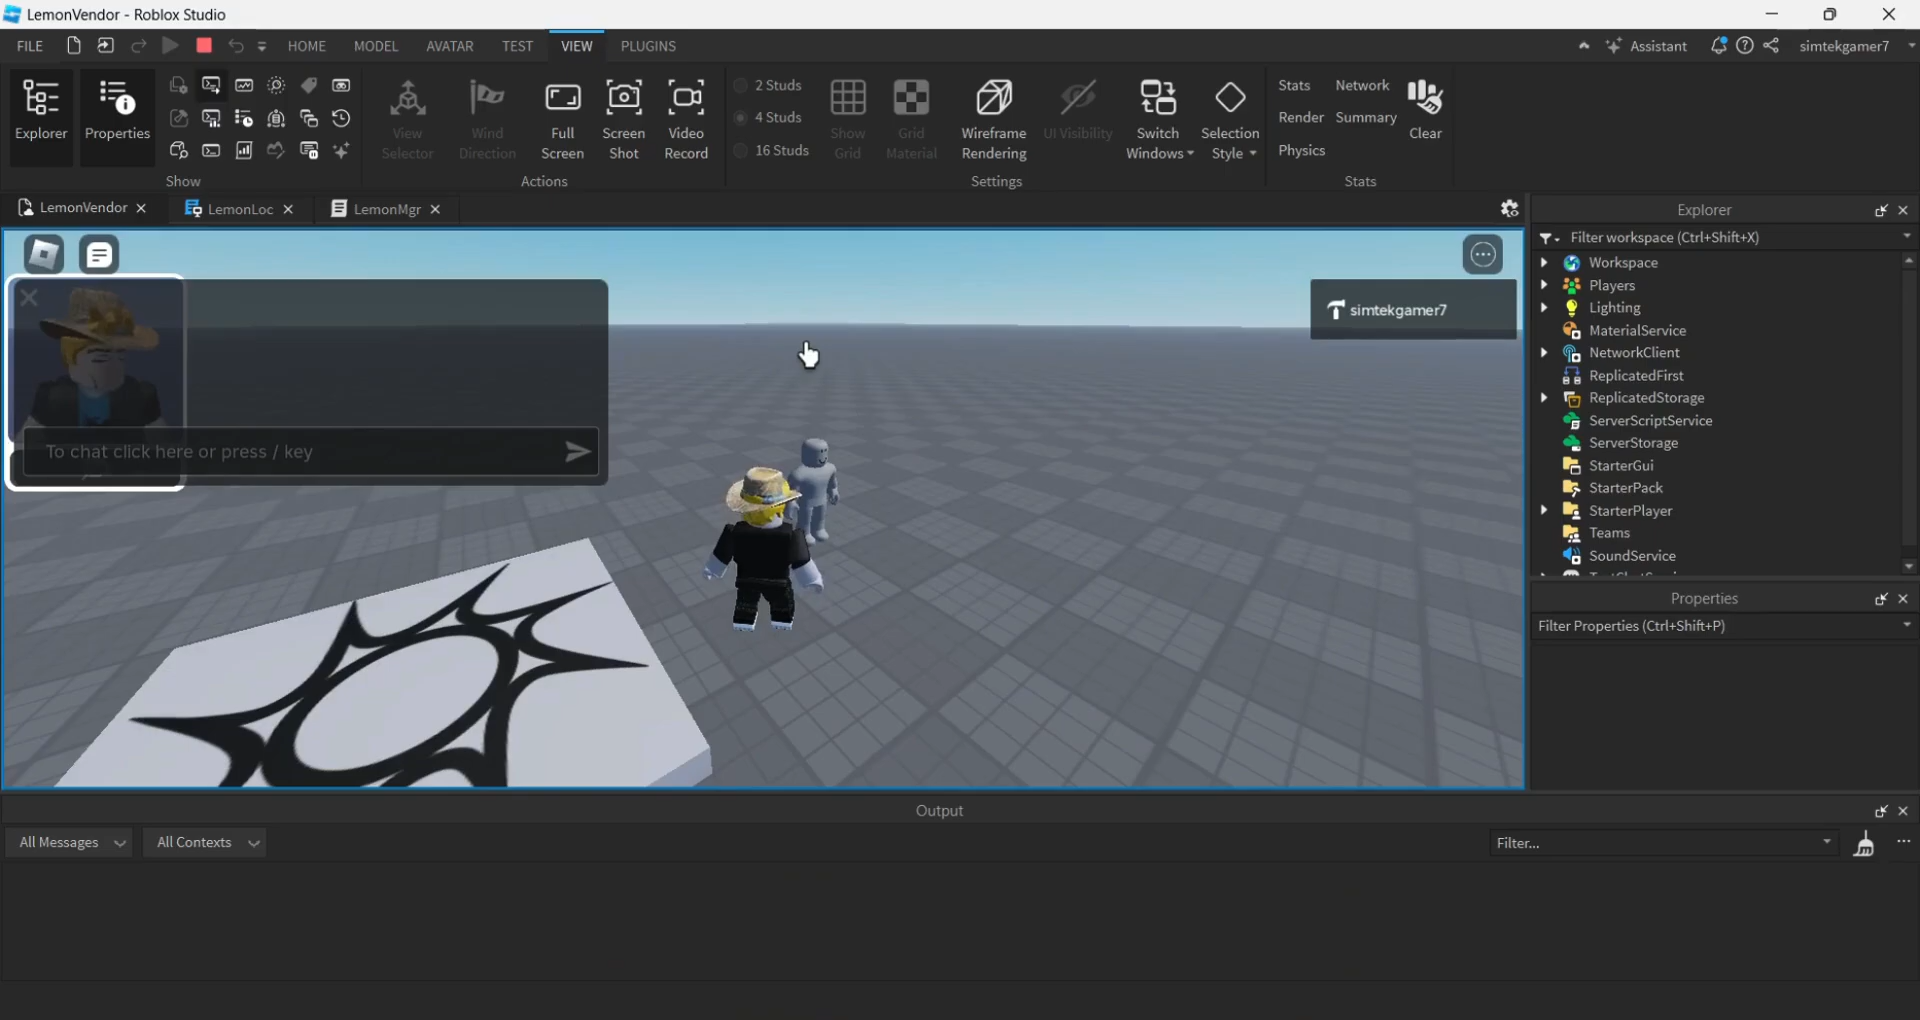 LemonVendor - Roblox Studio
FILE HOME MODEL AVATAR TEST VIEW PLUGINS Assistant simtekgamer7
Explorer
Properties
Show
View
Selector
Wind
Direction
Full
Screen
Screen
Shot
Video
Record
Actions
2 Studs
4 Studs
16 Studs
Show
Grid
Grid
Material
Wireframe
Rendering
UI Visibility
Switch
Windows
Selection
Style
Settings
Stats Network
Render Summary
Physics
Clear
Stats
LemonVendor LemonLoc LemonMgr
To chat click here or press / key
simtekgamer7
Explorer
Filter workspace (Ctrl+Shift+X)
Workspace
Players
Lighting
MaterialService
NetworkClient
ReplicatedFirst
ReplicatedStorage
ServerScriptService
ServerStorage
StarterGui
StarterPack
StarterPlayer
Teams
SoundService
Properties
Filter Properties (Ctrl+Shift+P)
Output
All Messages All Contexts Filter...